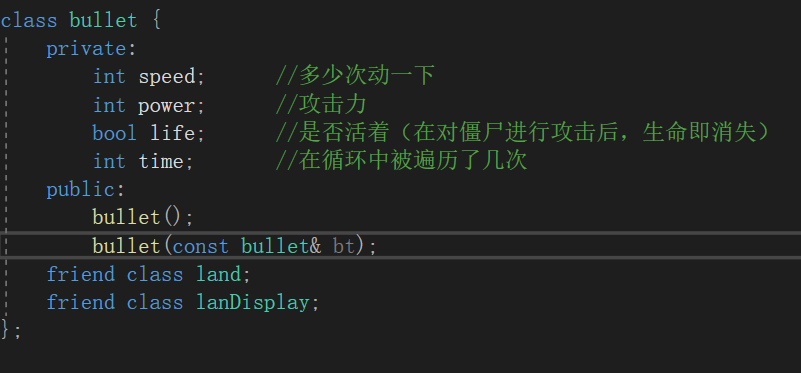 class bullet {
private:
int speed; //多少次动一下
int power; //攻击力
bool life; //是否活着（在对僵尸进行攻击后，生命即消失）
int time; //在循环中被遍历了几次
public:
bullet();
bullet(const bullet& bt);
friend class land;
friend class lanDisplay;
};